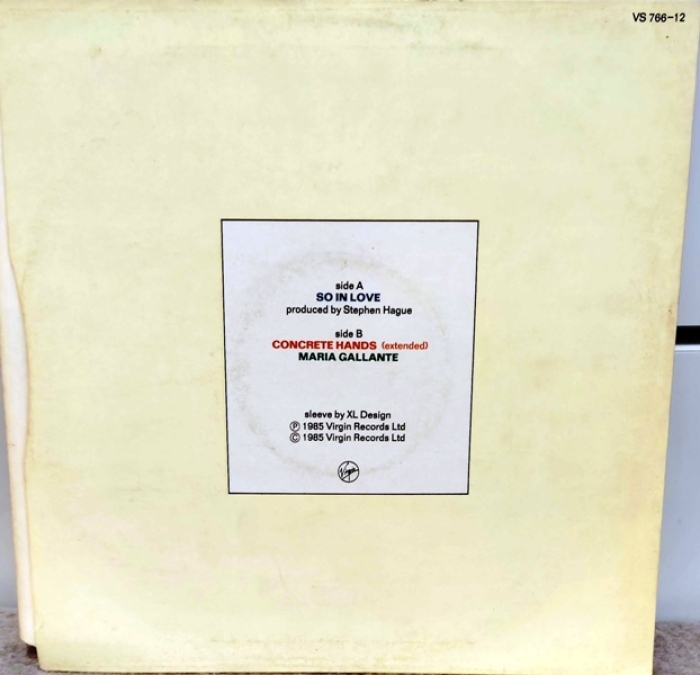 VS 766-12
side A
SO IN LOVE
produced by Stephen Hague
side B
CONCRETE HANDS (extended)
MARIA GALLANTE
sleeve by XL Design
Ⓟ 1985 Virgin Records Ltd
© 1985 Virgin Records Ltd
Virgin